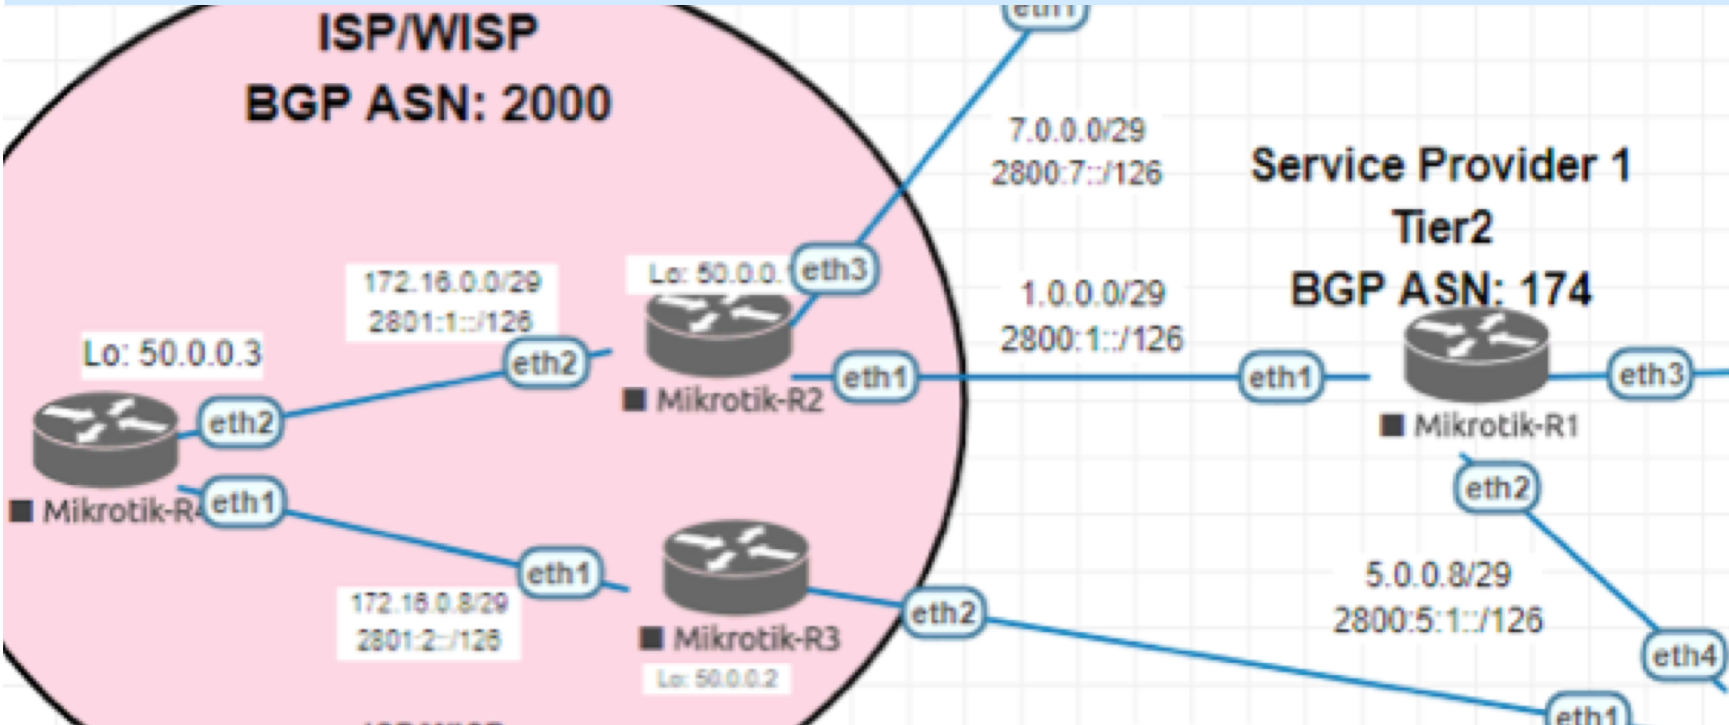 ISP/WISP
BGP ASN: 2000
eth1
7.0.0.0/29
2800:7::/126
Service Provider 1
Tier2
BGP ASN: 174
172.16.0.0/29
2801:1::/126
Lo: 50.0.0.
eth3
1.0.0.0/29
2800:1::/126
Lo: 50.0.0.3
eth2
eth1
eth1
eth3
Mikrotik-R2
Mikrotik-R1
eth2
eth2
Mikrotik-R4
eth1
eth1
172.16.0.8/29
2801:2::/126
Mikrotik-R3
Lo: 50.0.0.2
eth2
5.0.0.8/29
2800:5:1::/126
eth4
eth1